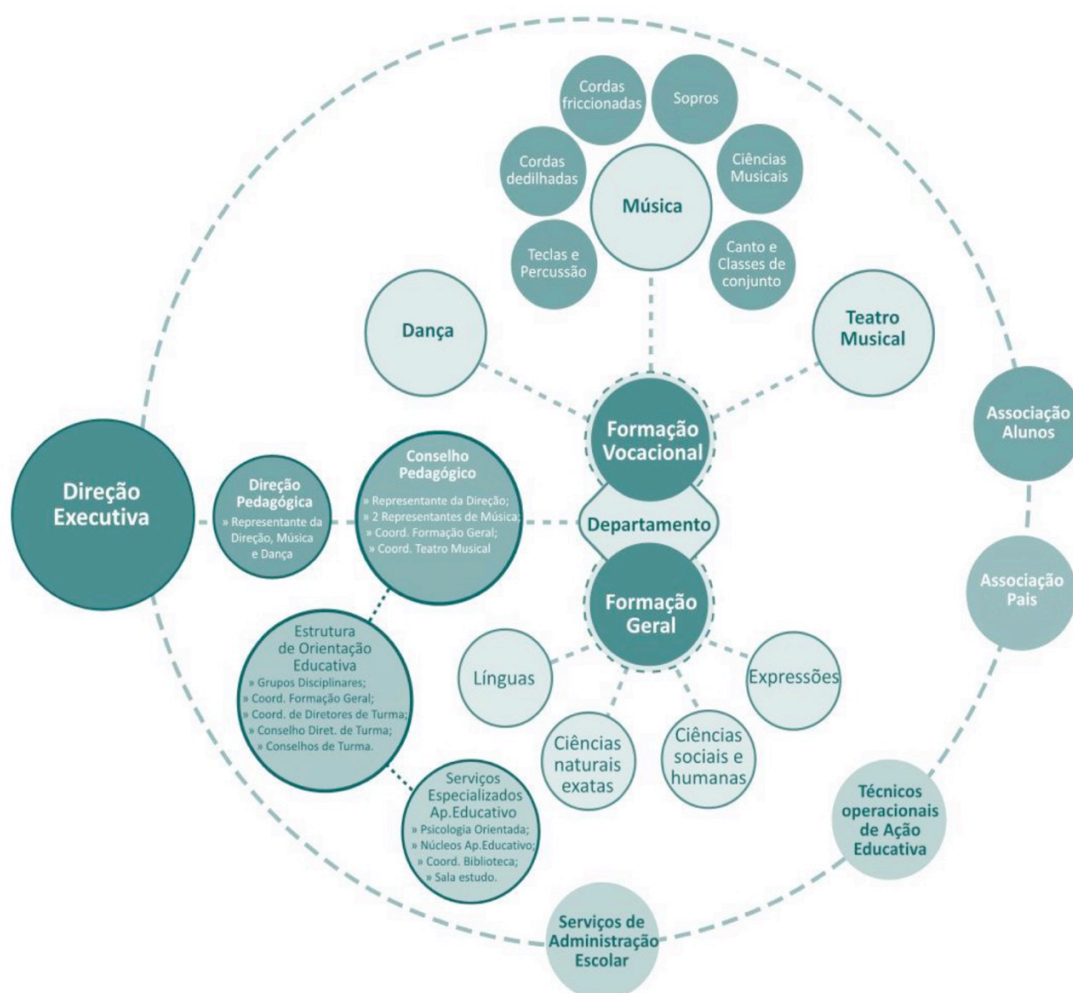 Cordas
friccionadas
Sopros
Cordas
dedilhadas
Ciências
Musicais
Música
Teclas e
Percussão
Canto e
Classes de
conjunto
Dança
Teatro
Musical
Associação
Alunos
Formação
Vocacional
Direção
Executiva
Direção
Pedagógica
» Representante da
Direção, Música
e Dança
Conselho
Pedagógico
» Representante da Direção;
» 2 Representantes de Música;
» Coord. Formação Geral;
» Coord. Teatro Musical
Departamento
Formação
Geral
Associação
Pais
Estrutura
de Orientação
Educativa
» Grupos Disciplinares;
» Coord. Formação Geral;
» Coord. de Diretores de Turma;
» Conselho Diret. de Turma;
» Conselhos de Turma.
Línguas
Expressões
Ciências
naturais
exatas
Ciências
sociais e
humanas
Serviços
Especializados
Ap.Educativo
» Psicologia Orientada;
» Núcleos Ap.Educativo;
» Coord. Biblioteca;
» Sala estudo.
Técnicos
operacionais
de Ação
Educativa
Serviços de
Administração
Escolar